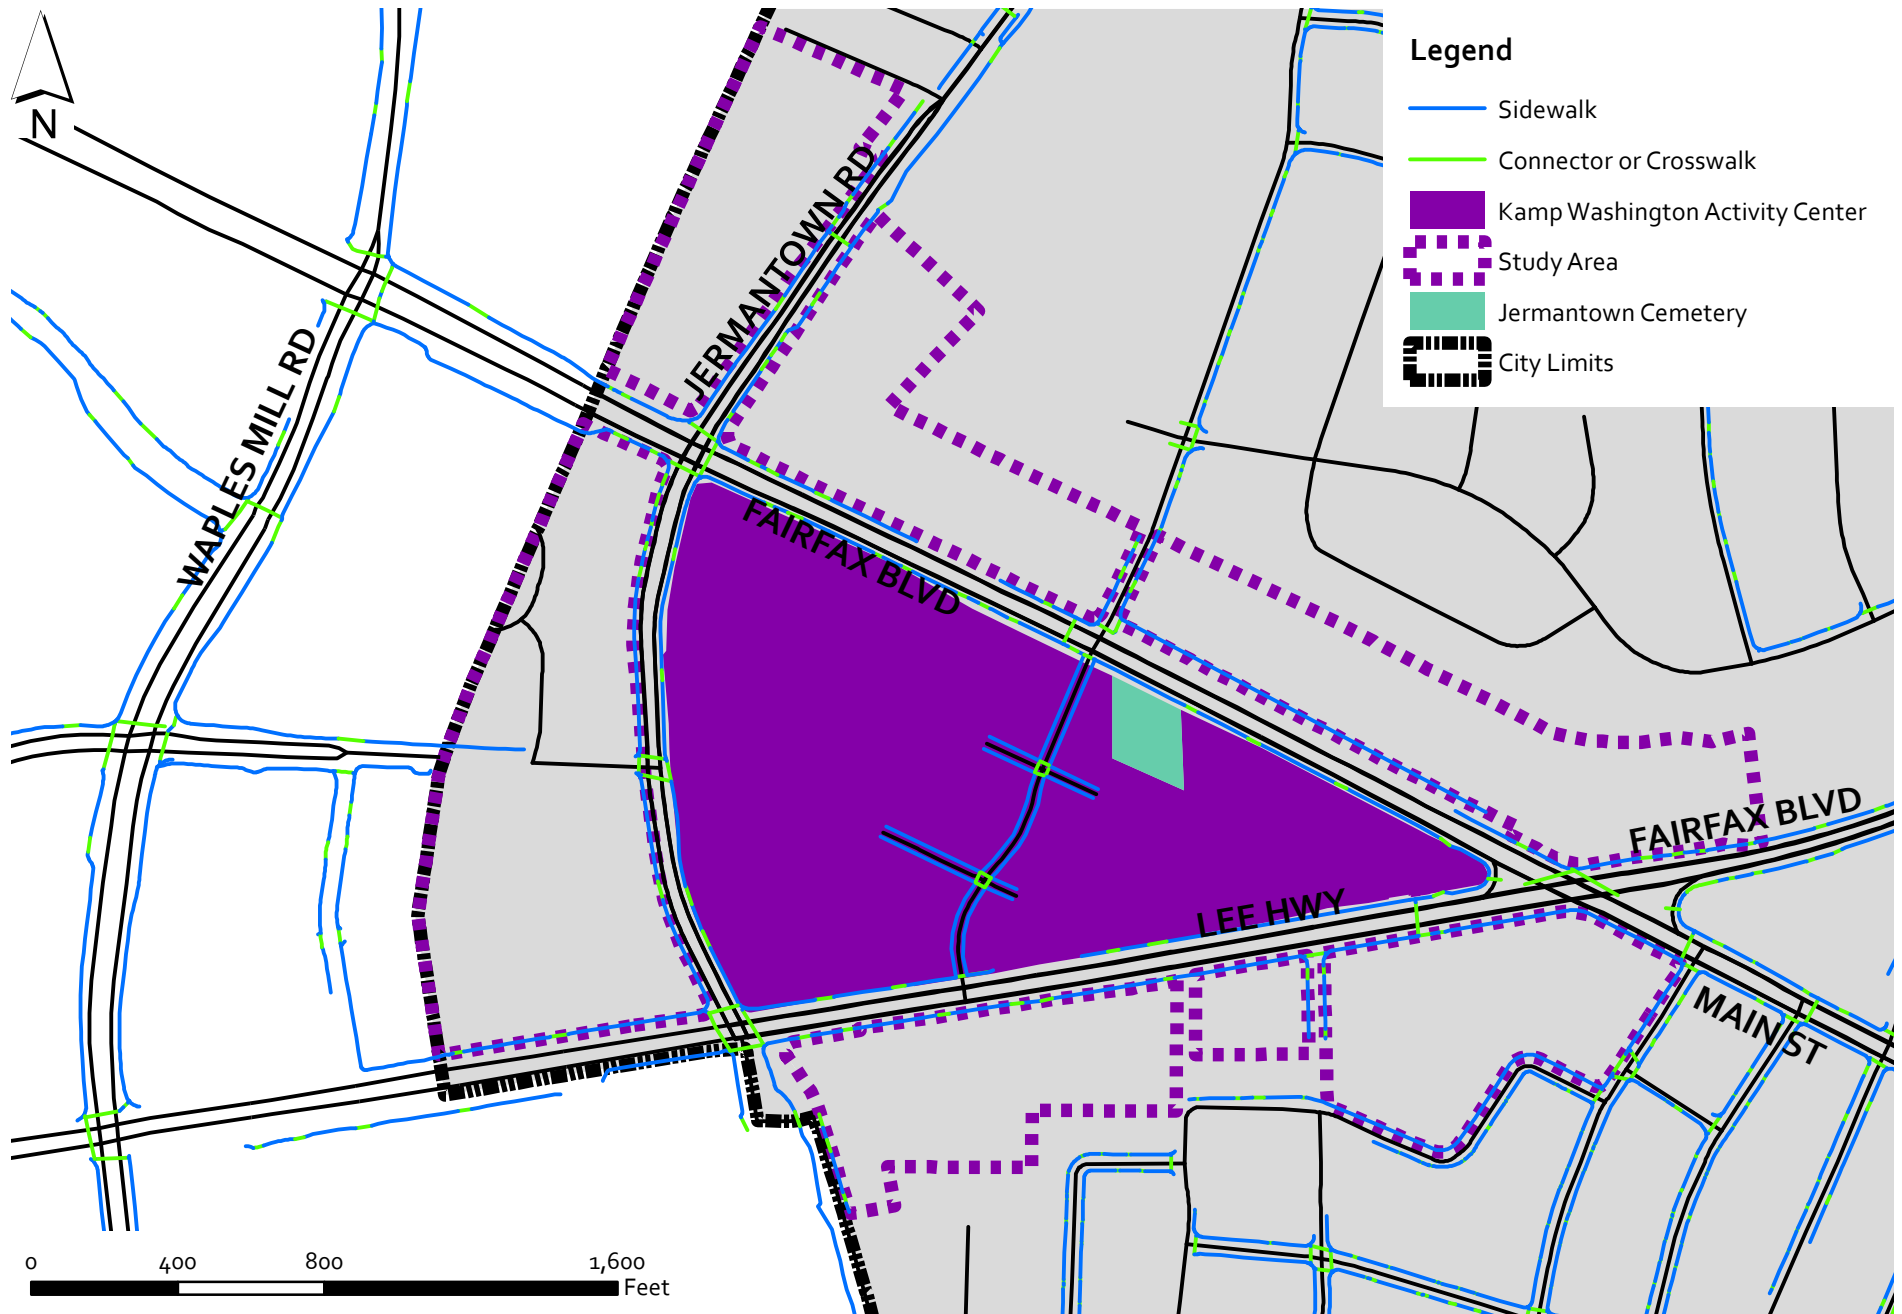 N
Legend
Sidewalk
Connector or Crosswalk
Kamp Washington Activity Center
Study Area
Jermantown Cemetery
City Limits
JERMANTOWN RD
WAPLES MILL RD
FAIRFAX BLVD
FAIRFAX BLVD
LEE HWY
MAIN ST
0 400 800 1,600
Feet